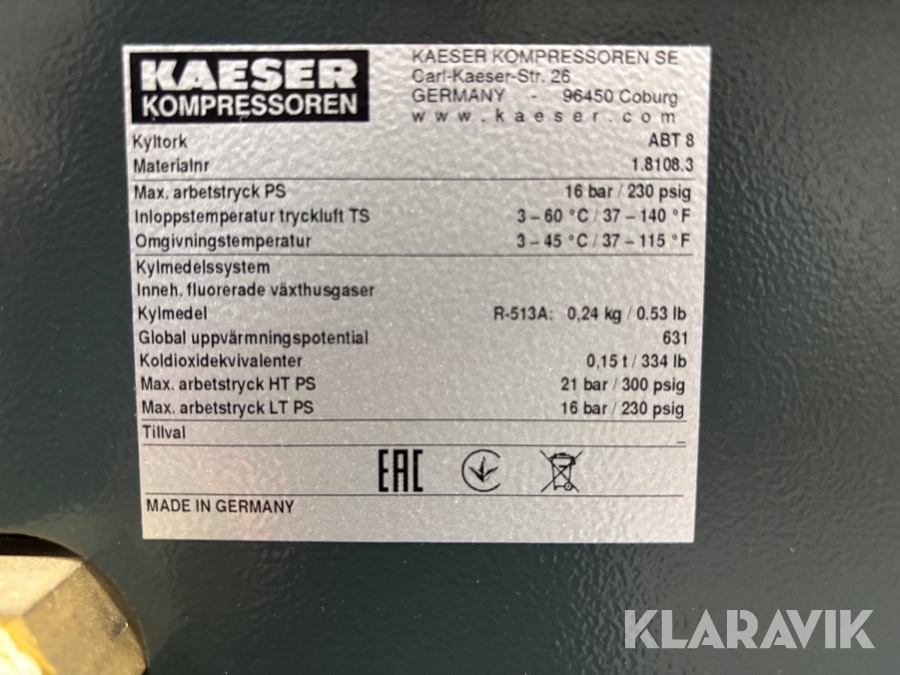 KAESER
KOMPRESSOREN
KAESER KOMPRESSOREN SE
Carl-Kaeser-Str. 26
GERMANY - 96450 Coburg
www.kaeser.com
Kyltork ABT 8
Materialnr 1.8108.3
Max. arbetstryck PS 16 bar / 230 psig
Inloppstemperatur tryckluft TS 3 – 60 °C / 37 – 140 °F
Omgivningstemperatur 3 – 45 °C / 37 – 115 °F
Kylmedelssystem
Inneh. fluorerade växthusgaser
Kylmedel R-513A: 0,24 kg / 0.53 lb
Global uppvärmningspotential 631
Koldioxidekvivalenter 0,15 t / 334 lb
Max. arbetstryck HT PS 21 bar / 300 psig
Max. arbetstryck LT PS 16 bar / 230 psig
Tillval _
EAC
MADE IN GERMANY
KLARAVIK